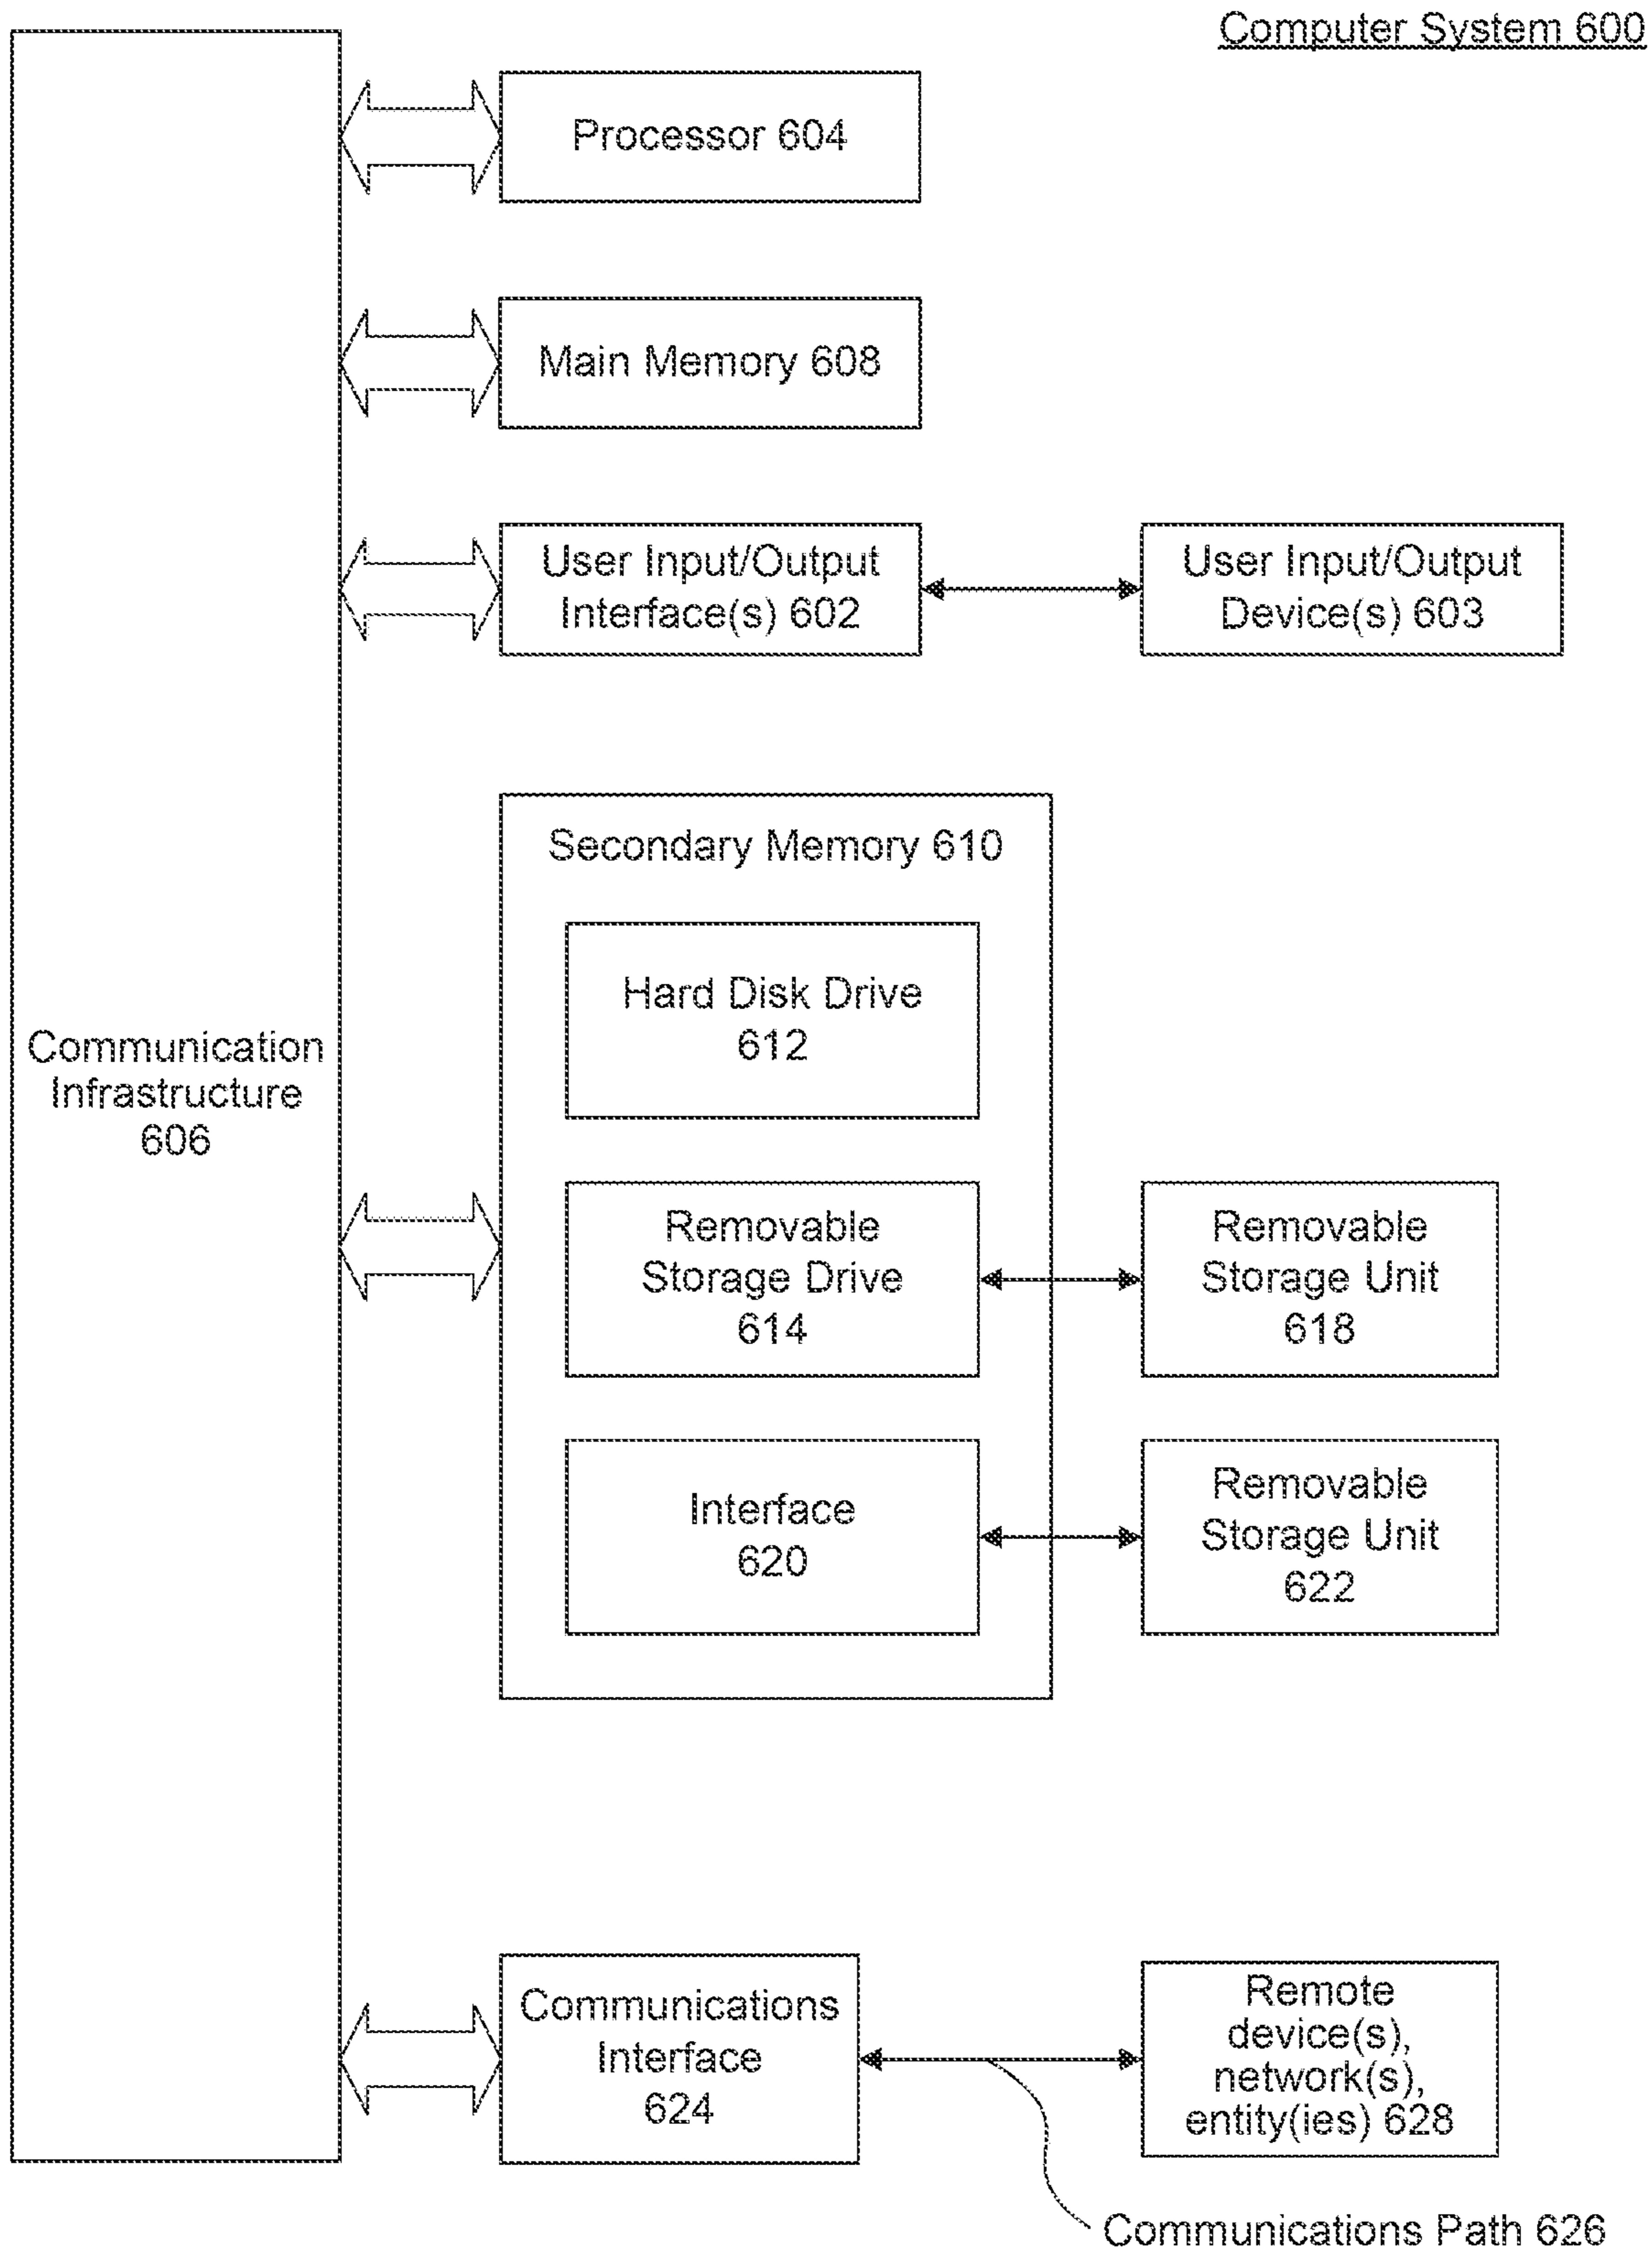 Computer System 600
Processor 604
Main Memory 608
User Input/Output
Interface(s) 602
User Input/Output
Device(s) 603
Secondary Memory 610
Hard Disk Drive
612
Communication
Infrastructure
606
Removable
Storage Drive
614
Removable
Storage Unit
618
Interface
620
Removable
Storage Unit
622
Communications
Interface
624
Remote
device(s),
network(s),
entity(ies) 628
Communications Path 626